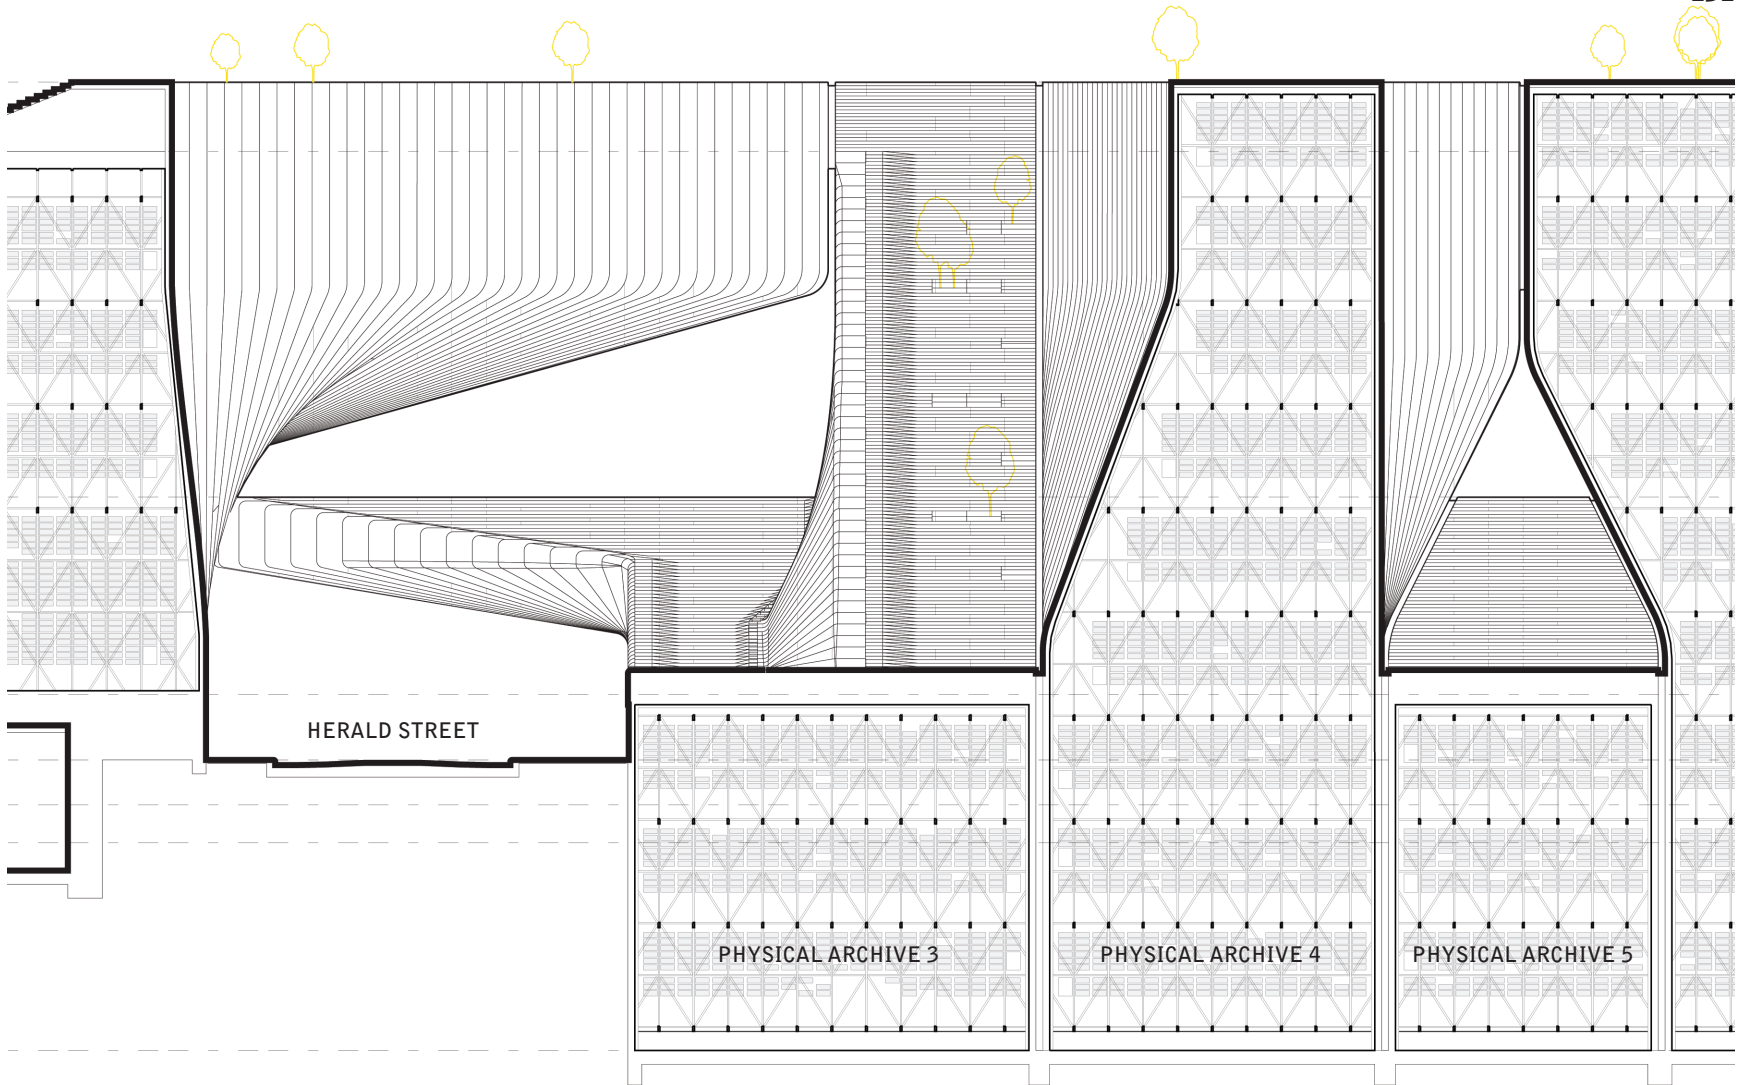 HERALD STREET
PHYSICAL ARCHIVE 3
PHYSICAL ARCHIVE 4
PHYSICAL ARCHIVE 5